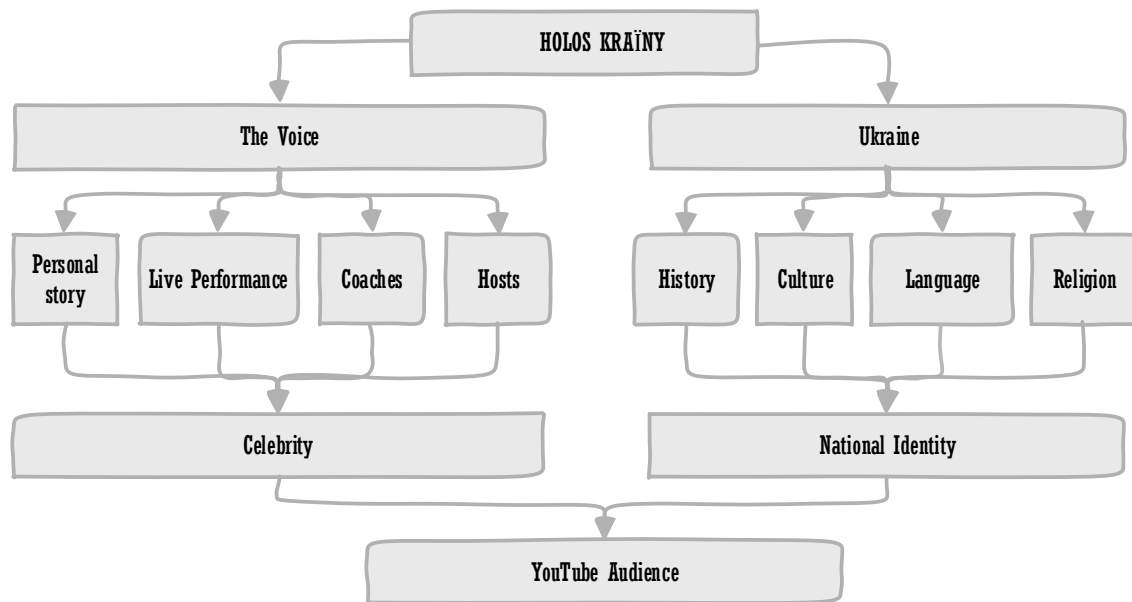 HOLOS KRAÏNY
The Voice
Ukraine
Personal
story
Live Performance
Coaches
Hosts
History
Culture
Language
Religion
Celebrity
National Identity
YouTube Audience